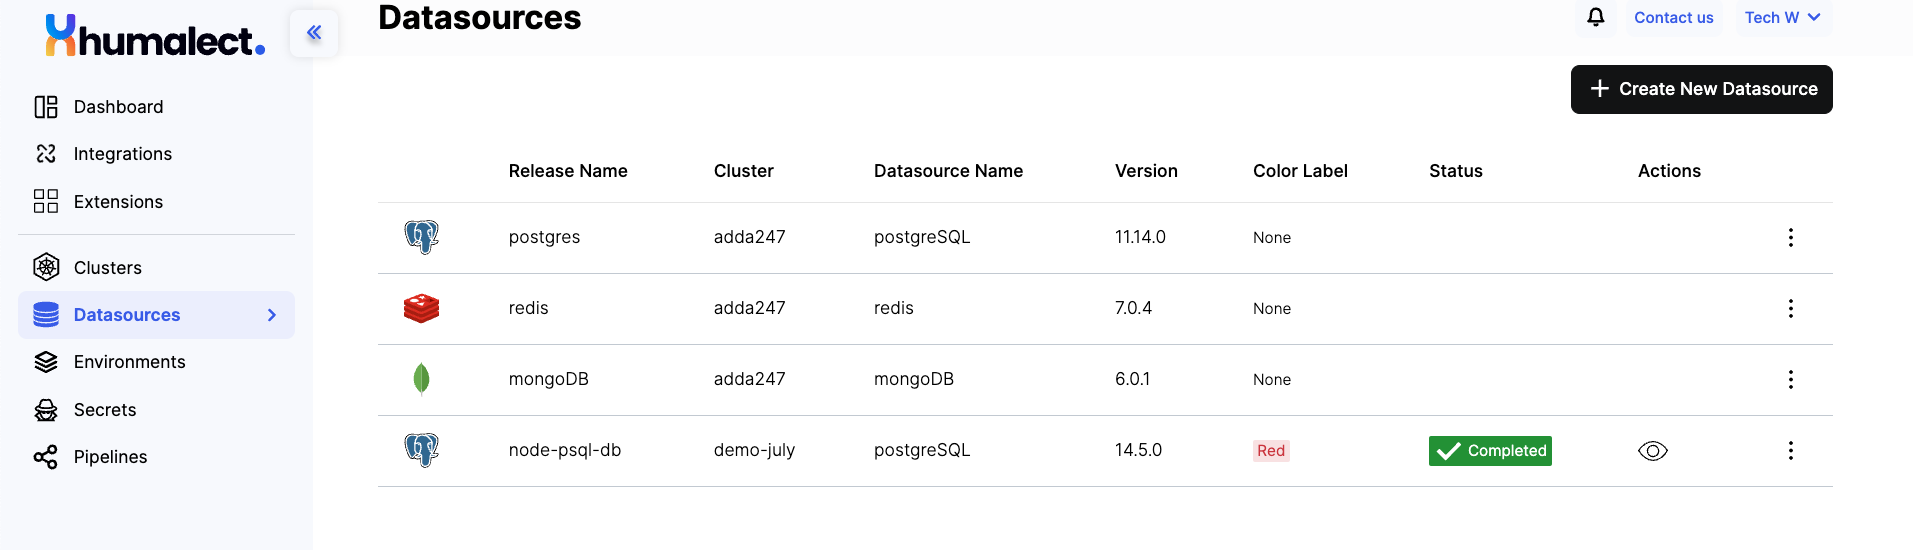 humalect.
Datasources
Contact us
Tech W
Dashboard
Integrations
Extensions
Clusters
Datasources
Environments
Secrets
Pipelines
+ Create New Datasource
Release Name Cluster Datasource Name Version Color Label Status Actions
postgres adda247 postgreSQL 11.14.0 None
redis adda247 redis 7.0.4 None
mongoDB adda247 mongoDB 6.0.1 None
node-psql-db demo-july postgreSQL 14.5.0 Red Completed